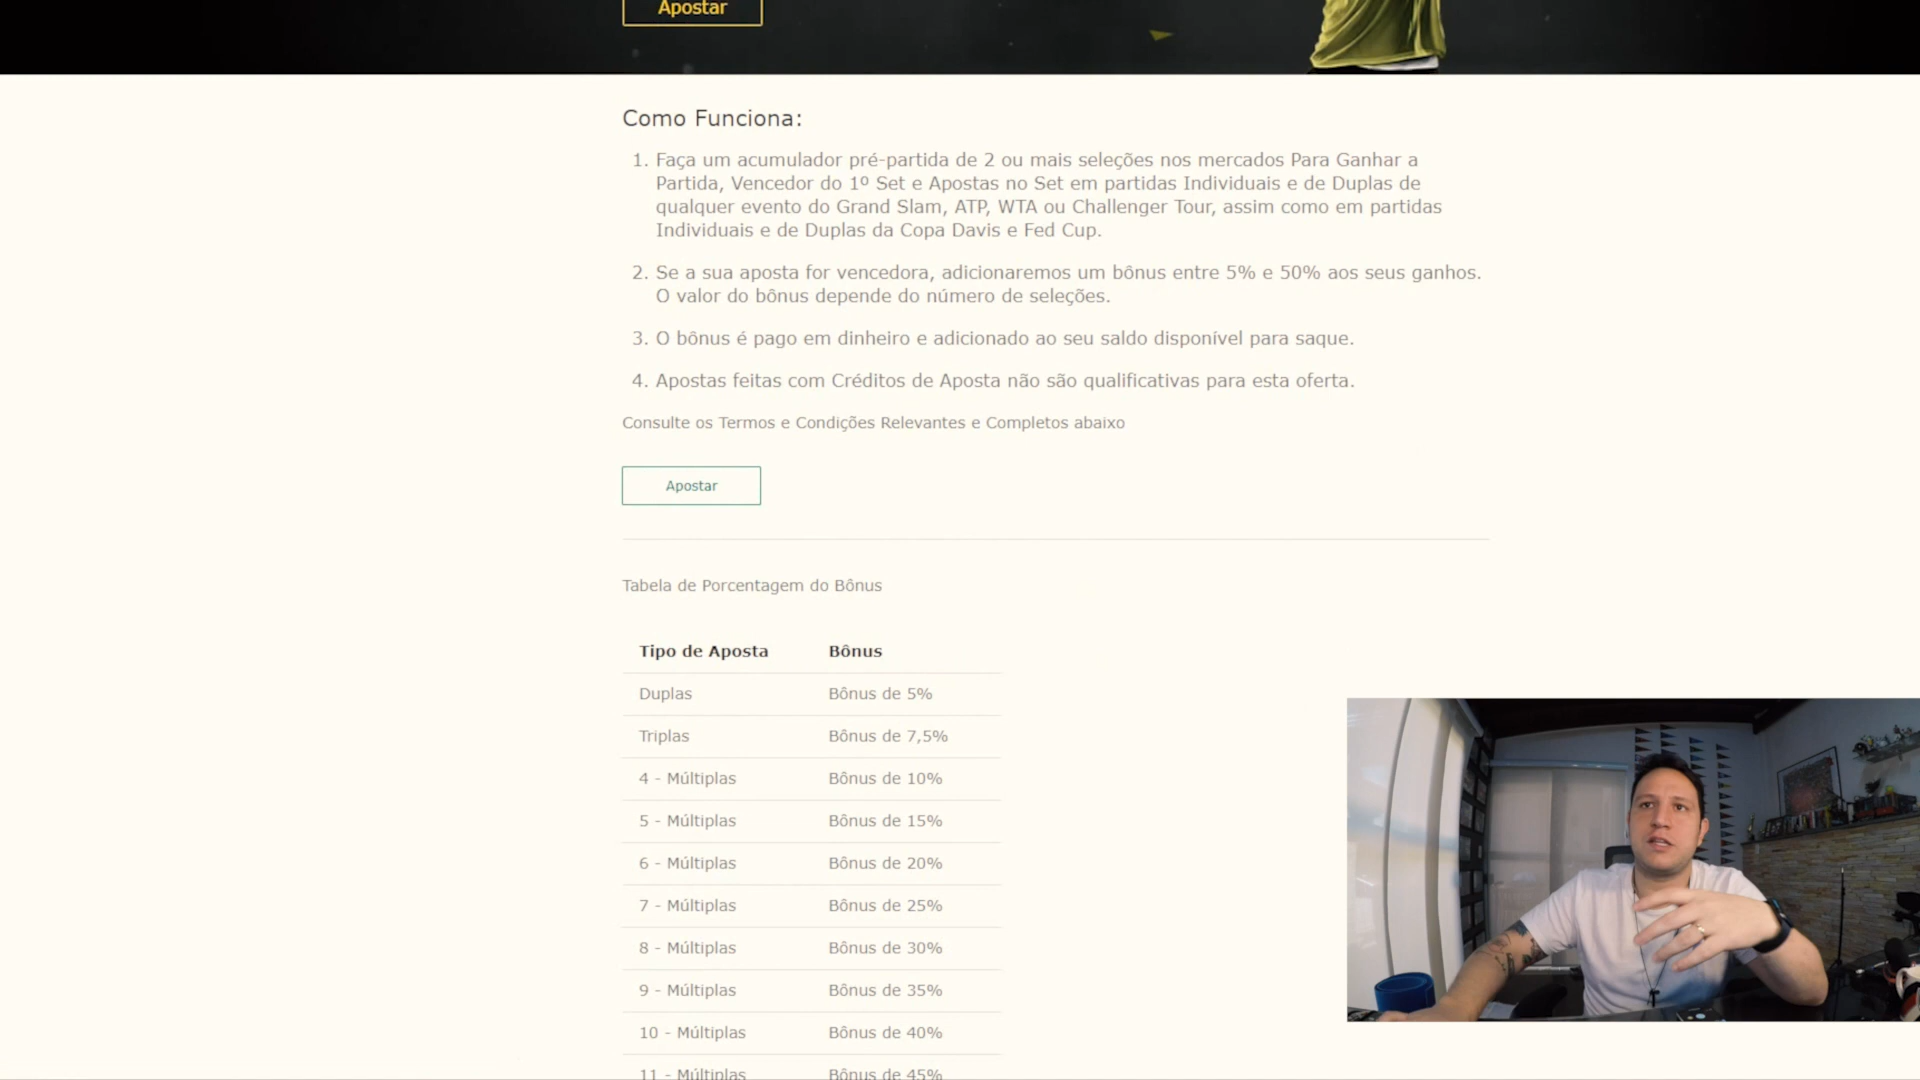 Apostar
Como Funciona:
1. Faça um acumulador pré-partida de 2 ou mais seleções nos mercados Para Ganhar a
Partida, Vencedor do 1º Set e Apostas no Set em partidas Individuais e de Duplas de
qualquer evento do Grand Slam, ATP, WTA ou Challenger Tour, assim como em partidas
Individuais e de Duplas da Copa Davis e Fed Cup.
2. Se a sua aposta for vencedora, adicionaremos um bônus entre 5% e 50% aos seus ganhos.
O valor do bônus depende do número de seleções.
3. O bônus é pago em dinheiro e adicionado ao seu saldo disponível para saque.
4. Apostas feitas com Créditos de Aposta não são qualificativas para esta oferta.
Consulte os Termos e Condições Relevantes e Completos abaixo
Apostar
Tabela de Porcentagem do Bônus
Tipo de Aposta Bônus
Duplas Bônus de 5%
Triplas Bônus de 7,5%
4 - Múltiplas Bônus de 10%
5 - Múltiplas Bônus de 15%
6 - Múltiplas Bônus de 20%
7 - Múltiplas Bônus de 25%
8 - Múltiplas Bônus de 30%
9 - Múltiplas Bônus de 35%
10 - Múltiplas Bônus de 40%
11 - Múltiplas Bônus de 45%